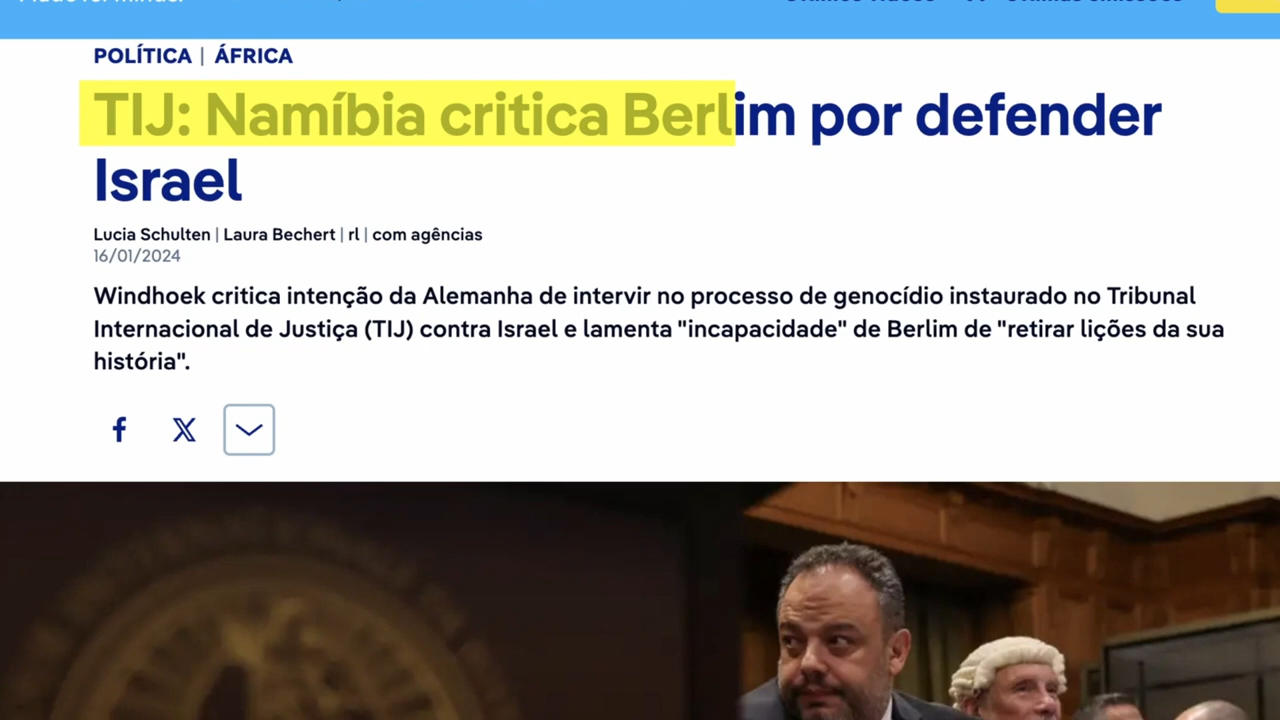 POLÍTICA | ÁFRICA
TIJ: Namíbia critica Berlim por defender
Israel
Lucia Schulten | Laura Bechert | rl | com agências
16/01/2024
Windhoek critica intenção da Alemanha de intervir no processo de genocídio instaurado no Tribunal
Internacional de Justiça (TIJ) contra Israel e lamenta "incapacidade" de Berlim de "retirar lições da sua
história".